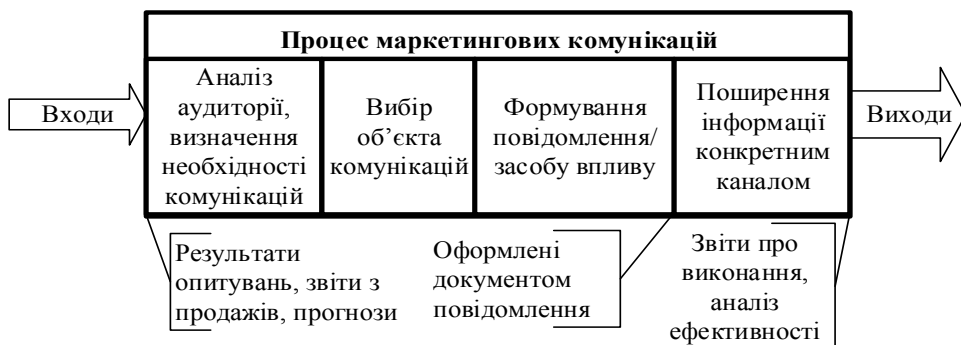 Процес маркетингових комунікацій
Входи
Аналіз
аудиторії,
визначення
необхідності
комунікацій
Вибір
об’єкта
комунікацій
Формування
повідомлення/
засобу впливу
Поширення
інформації
конкретним
каналом
Виходи
Результати
опитувань, звіти з
продажів, прогнози
Оформлені
документом
повідомлення
Звіти про
виконання,
аналіз
ефективності